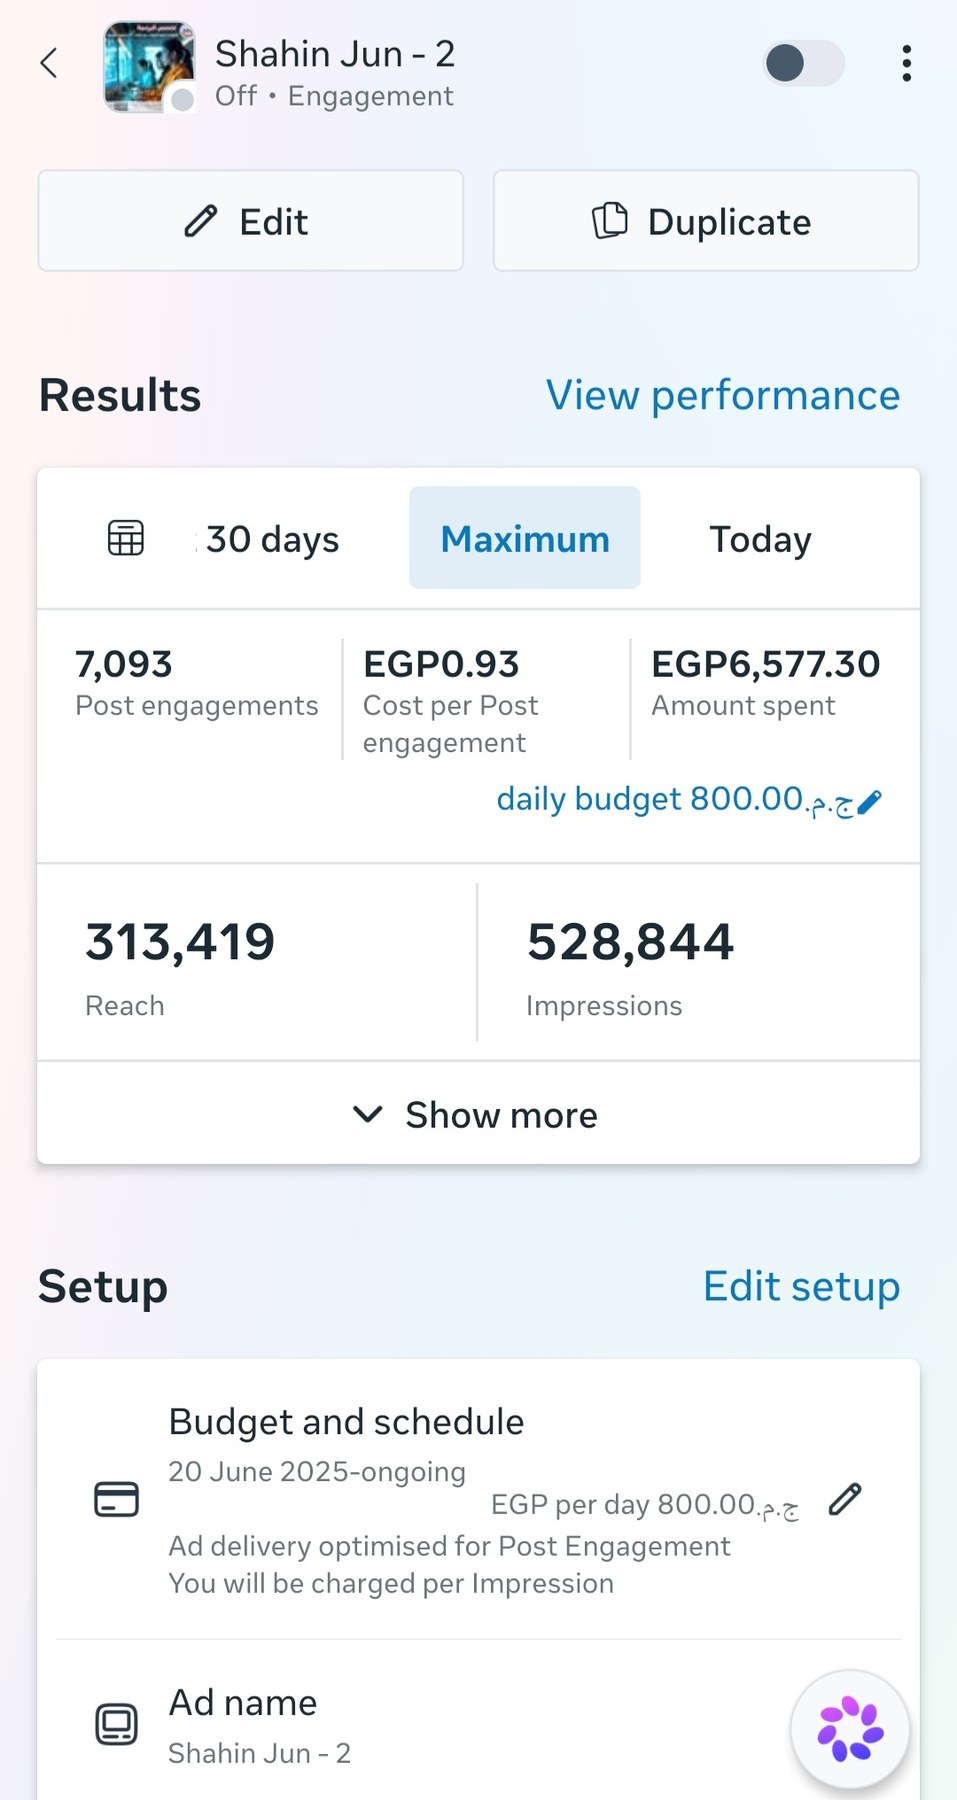 Shahin Jun - 2
Off • Engagement
Edit
Duplicate
Results
View performance
30 days
Maximum
Today
7,093
Post engagements
EGP0.93
Cost per Post
engagement
EGP6,577.30
Amount spent
daily budget 800.00.ج.م
313,419
Reach
528,844
Impressions
Show more
Setup
Edit setup
Budget and schedule
20 June 2025-ongoing
EGP per day 800.00.ج.م
Ad delivery optimised for Post Engagement
You will be charged per Impression
Ad name
Shahin Jun - 2